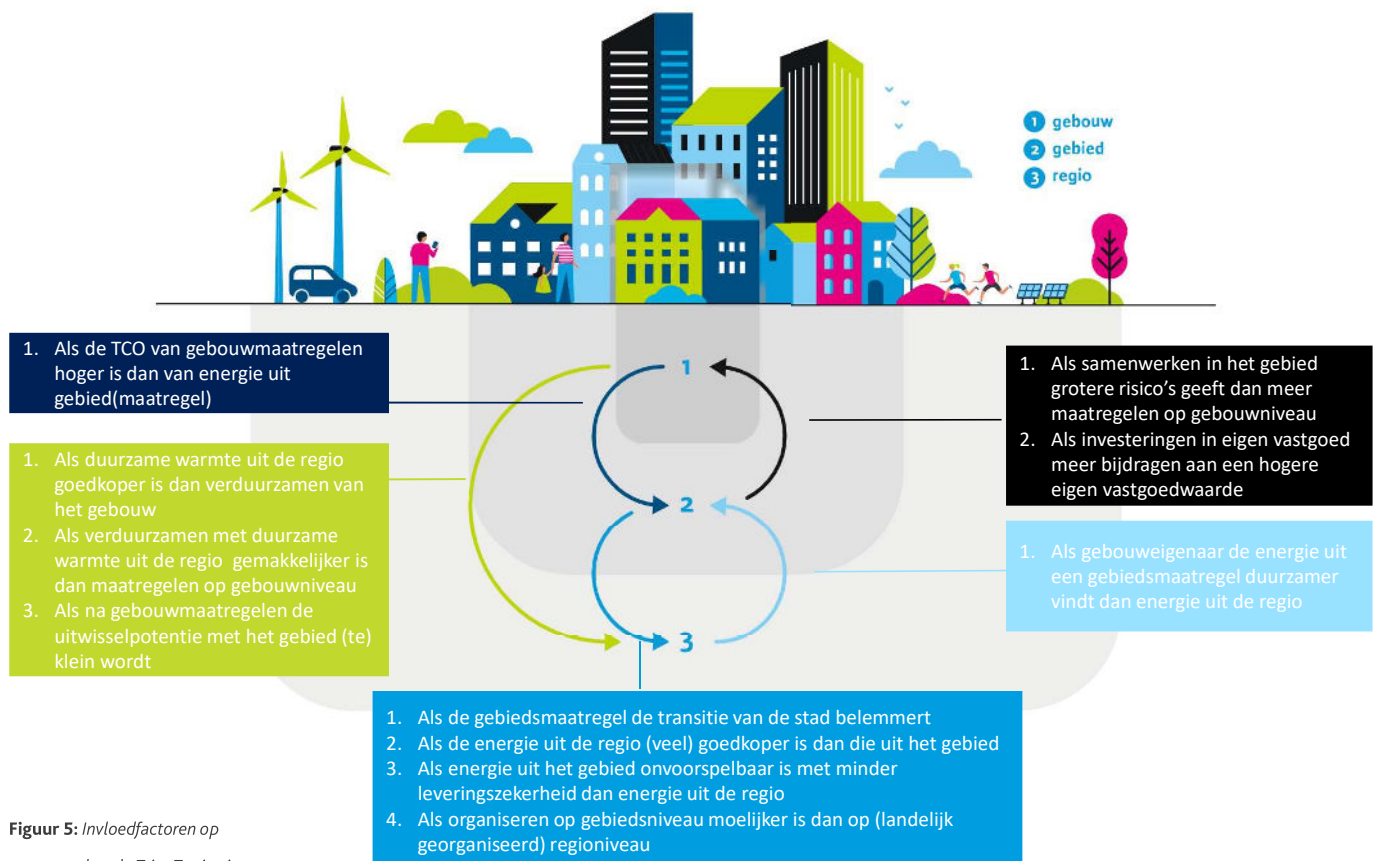 1 gebouw
2 gebied
3 regio
1. Als de TCO van gebouwmaatregelen
hoger is dan van energie uit
gebied(maatregel)
1. Als duurzame warmte uit de regio
goedkoper is dan verduurzamen van
het gebouw
2. Als verduurzamen met duurzame
warmte uit de regio gemakkelijker is
dan maatregelen op gebouwniveau
3. Als na gebouwmaatregelen de
uitwisselpotentie met het gebied (te)
klein wordt
1
2
3
1. Als samenwerken in het gebied
grotere risico's geeft dan meer
maatregelen op gebouwniveau
2. Als investeringen in eigen vastgoed
meer bijdragen aan een hogere
eigen vastgoedwaarde
1. Als gebouweigenaar de energie uit
een gebiedsmaatregel duurzamer
vindt dan energie uit de regio
1. Als de gebiedsmaatregel de transitie van de stad belemmert
2. Als de energie uit de regio (veel) goedkoper is dan die uit het gebied
3. Als energie uit het gebied onvoorspelbaar is met minder
leveringszekerheid dan energie uit de regio
4. Als organiseren op gebiedsniveau moelijker is dan op (landelijk
georganiseerd) regioniveau
Figuur 5: Invloedfactoren op